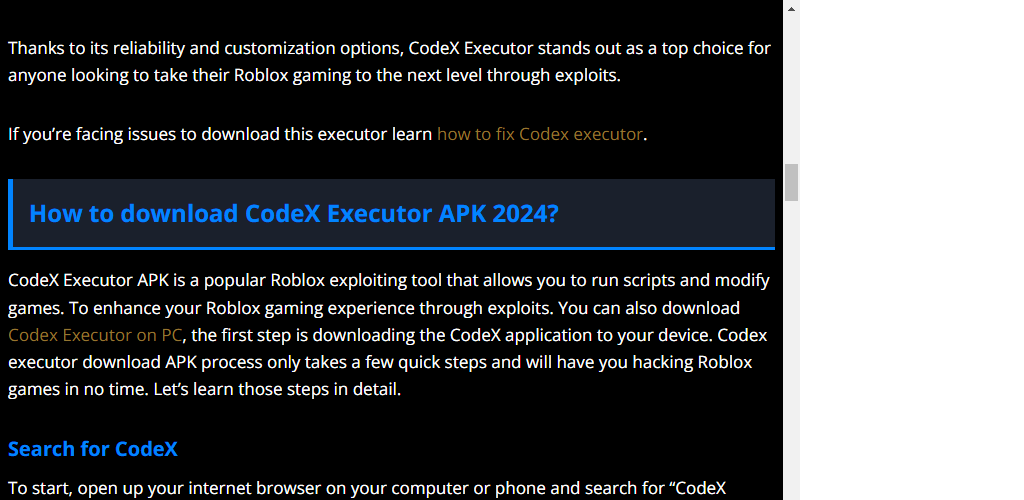 Thanks to its reliability and customization options, CodeX Executor stands out as a top choice for
anyone looking to take their Roblox gaming to the next level through exploits.
If you’re facing issues to download this executor learn how to fix Codex executor.
How to download CodeX Executor APK 2024?
CodeX Executor APK is a popular Roblox exploiting tool that allows you to run scripts and modify
games. To enhance your Roblox gaming experience through exploits. You can also download
Codex Executor on PC, the first step is downloading the CodeX application to your device. Codex
executor download APK process only takes a few quick steps and will have you hacking Roblox
games in no time. Let’s learn those steps in detail.
Search for CodeX
To start, open up your internet browser on your computer or phone and search for “CodeX